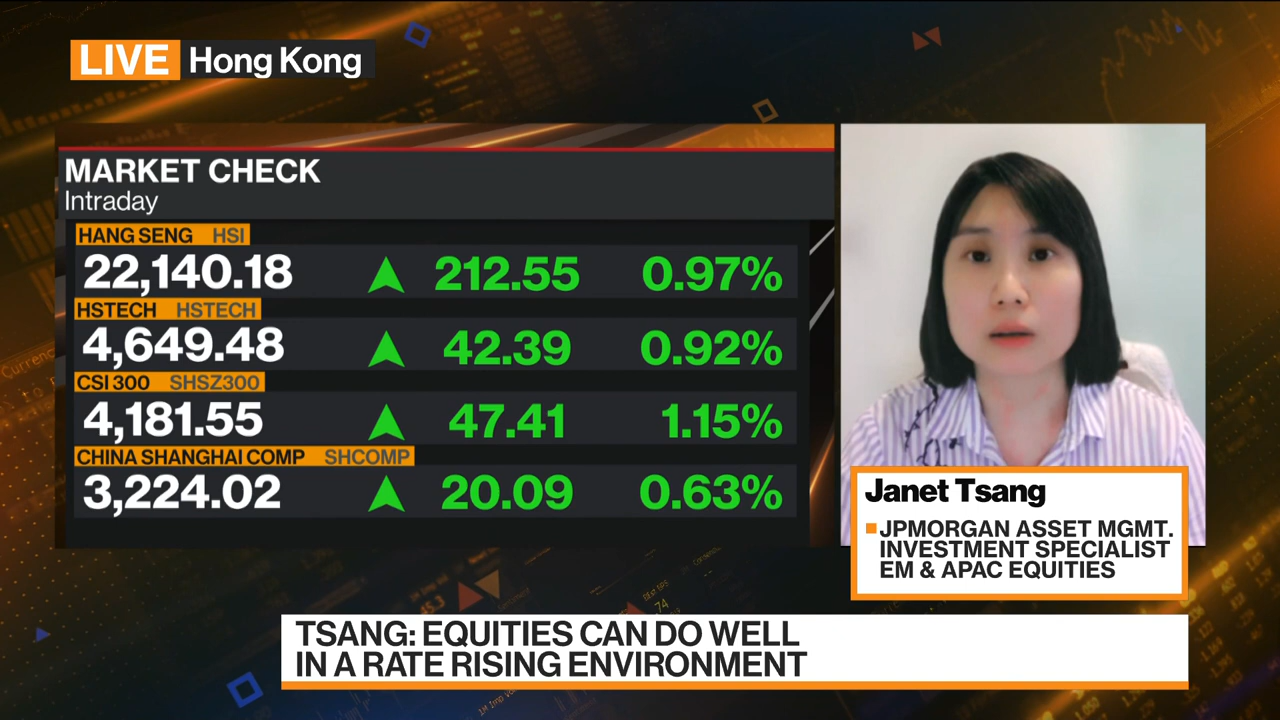 LIVE Hong Kong
MARKET CHECK
Intraday
HANG SENG HSI
22,140.18 ▲ 212.55 0.97%
HSTECH HSTECH
4,649.48 ▲ 42.39 0.92%
CSI 300 SHSZ300
4,181.55 ▲ 47.41 1.15%
CHINA SHANGHAI COMP SHCOMP
3,224.02 ▲ 20.09 0.63%
Janet Tsang
JPMORGAN ASSET MGMT.
INVESTMENT SPECIALIST
EM & APAC EQUITIES
TSANG: EQUITIES CAN DO WELL
IN A RATE RISING ENVIRONMENT